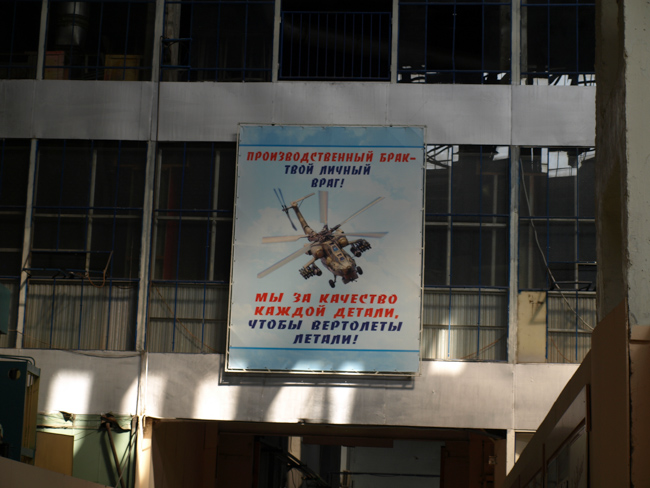 ПРОИЗВОДСТВЕННЫЙ БРАК-
ТВОЙ ЛИЧНЫЙ
ВРАГ!
МЫ ЗА КАЧЕСТВО
КАЖДОЙ ДЕТАЛИ,
ЧТОБЫ ВЕРТОЛЕТЫ
ЛЕТАЛИ!